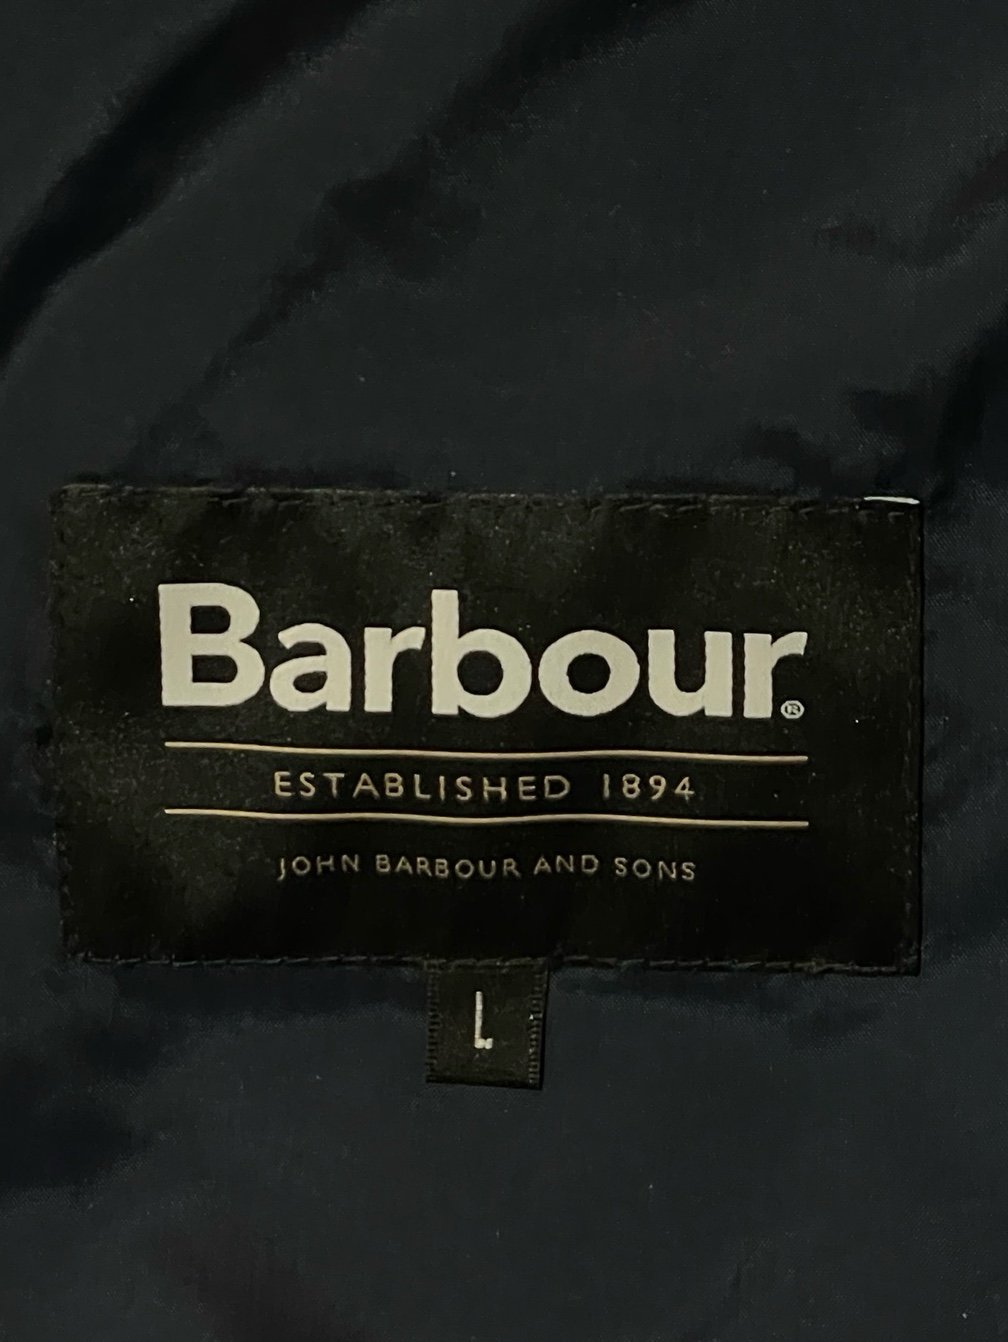 Barbour®
ESTABLISHED 1894
JOHN BARBOUR AND SONS
L